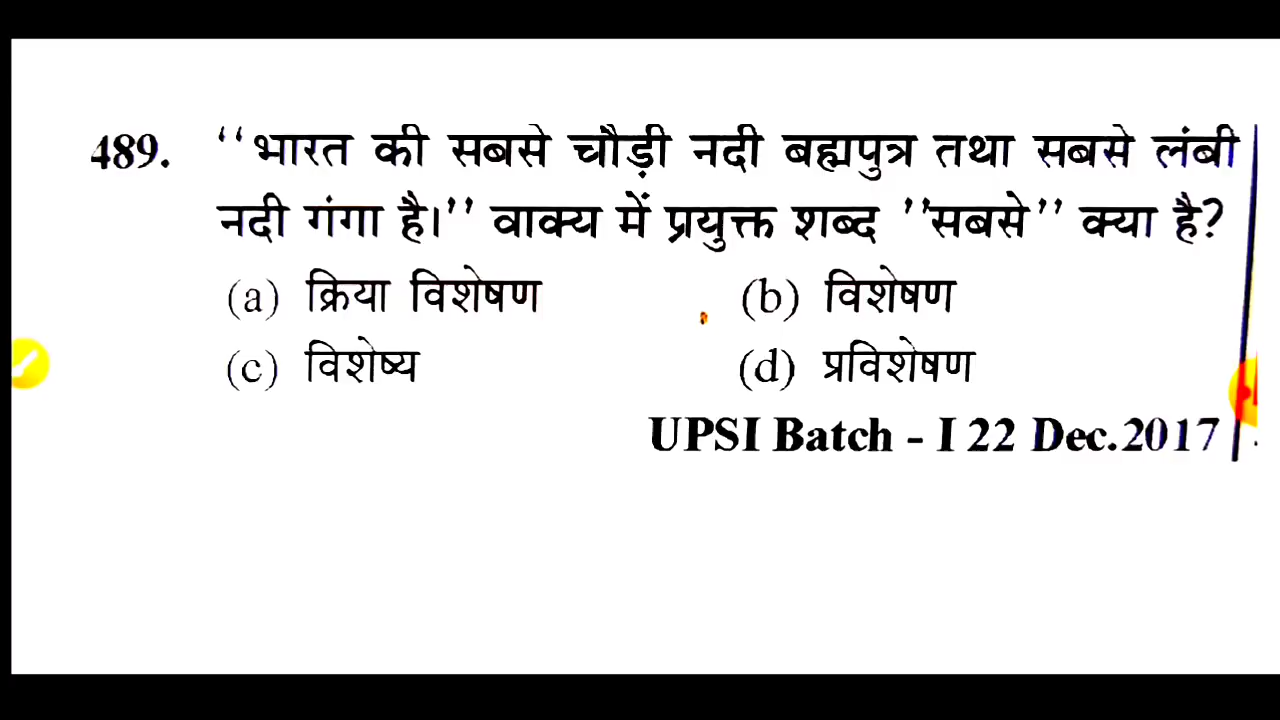 489. ‘‘भारत की सबसे चौड़ी नदी बह्मपुत्र तथा सबसे लंबी
नदी गंगा है।’’ वाक्य में प्रयुक्त शब्द ’’सबसे’’ क्या है?
(a) क्रिया विशेषण (b) विशेषण
(c) विशेष्य (d) प्रविशेषण
UPSI Batch - I 22 Dec.2017